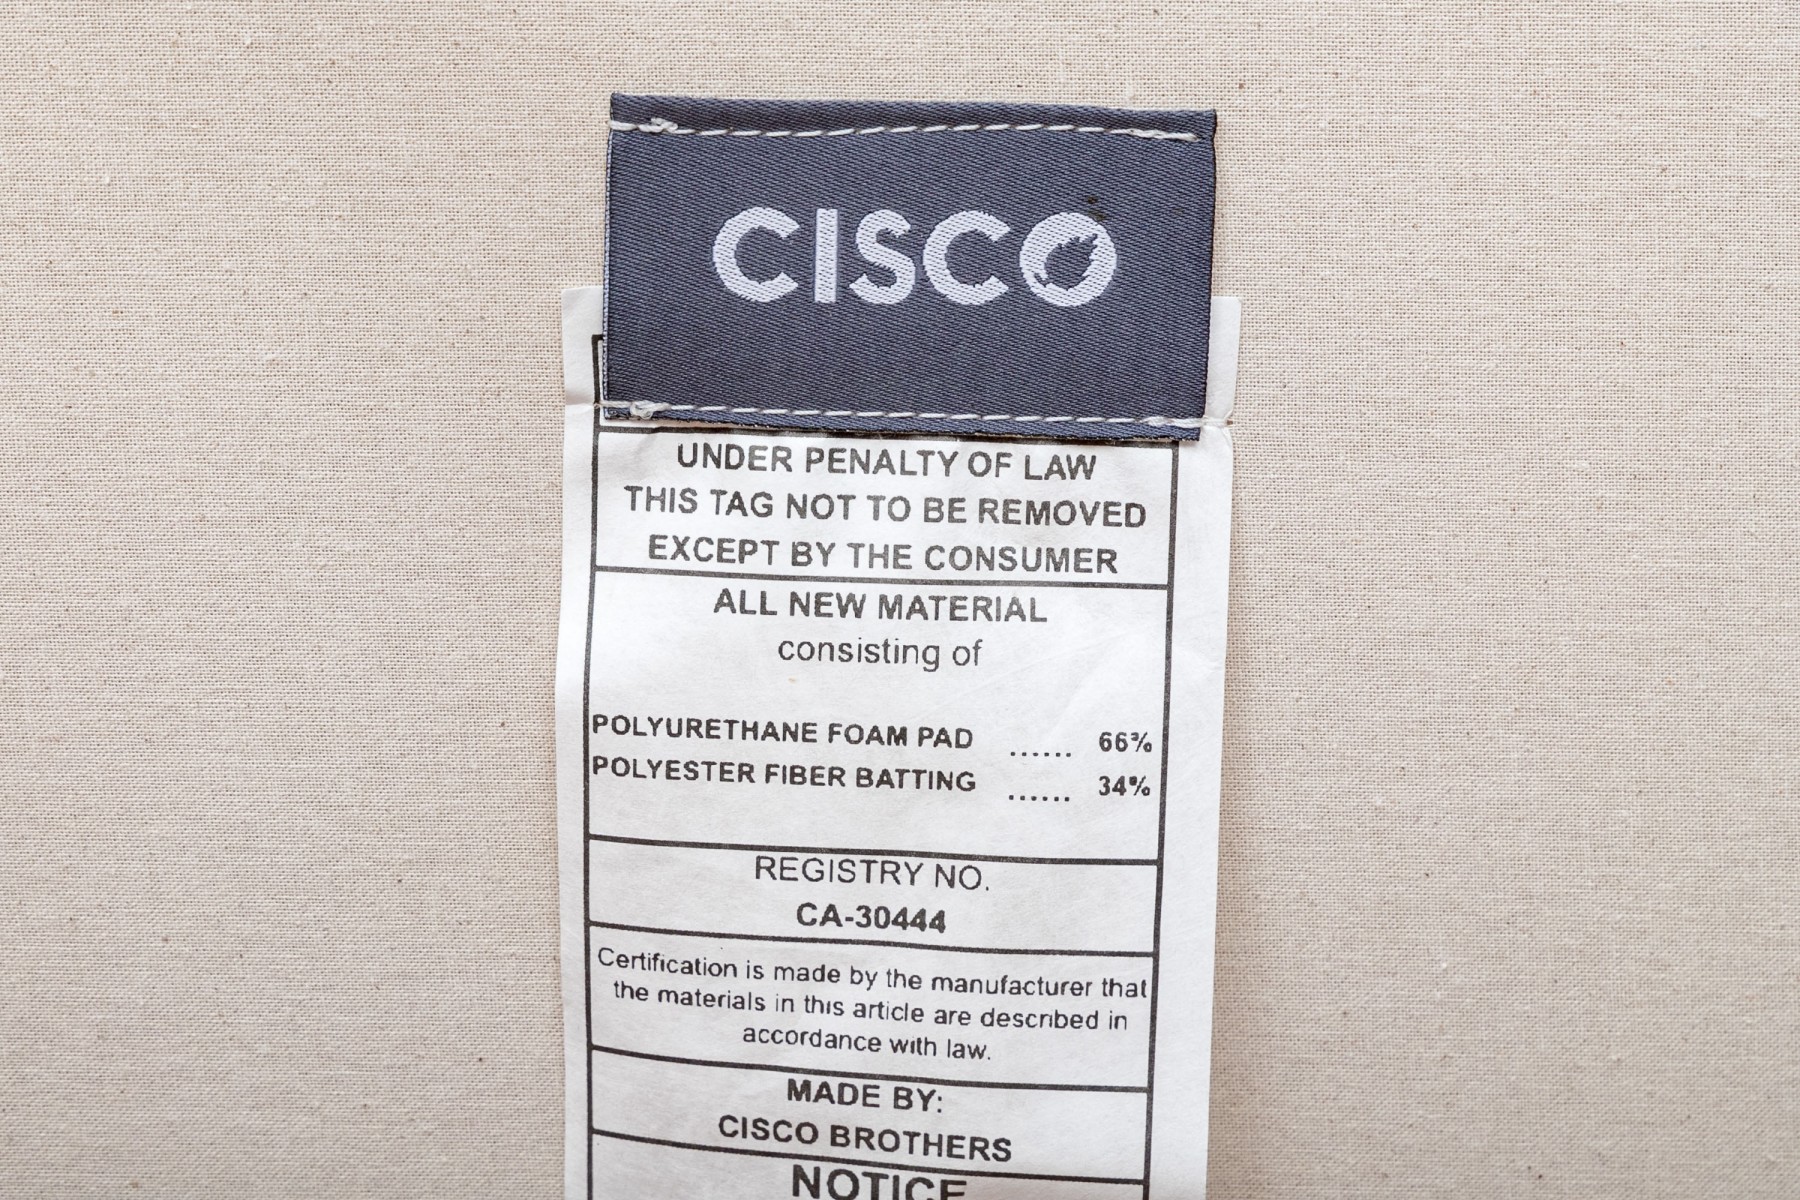 CISCO
UNDER PENALTY OF LAW
THIS TAG NOT TO BE REMOVED
EXCEPT BY THE CONSUMER
ALL NEW MATERIAL
consisting of
POLYURETHANE FOAM PAD ...... 66%
POLYESTER FIBER BATTING ...... 34%
REGISTRY NO.
CA-30444
Certification is made by the manufacturer that
the materials in this article are described in
accordance with law.
MADE BY:
CISCO BROTHERS
NOTICE